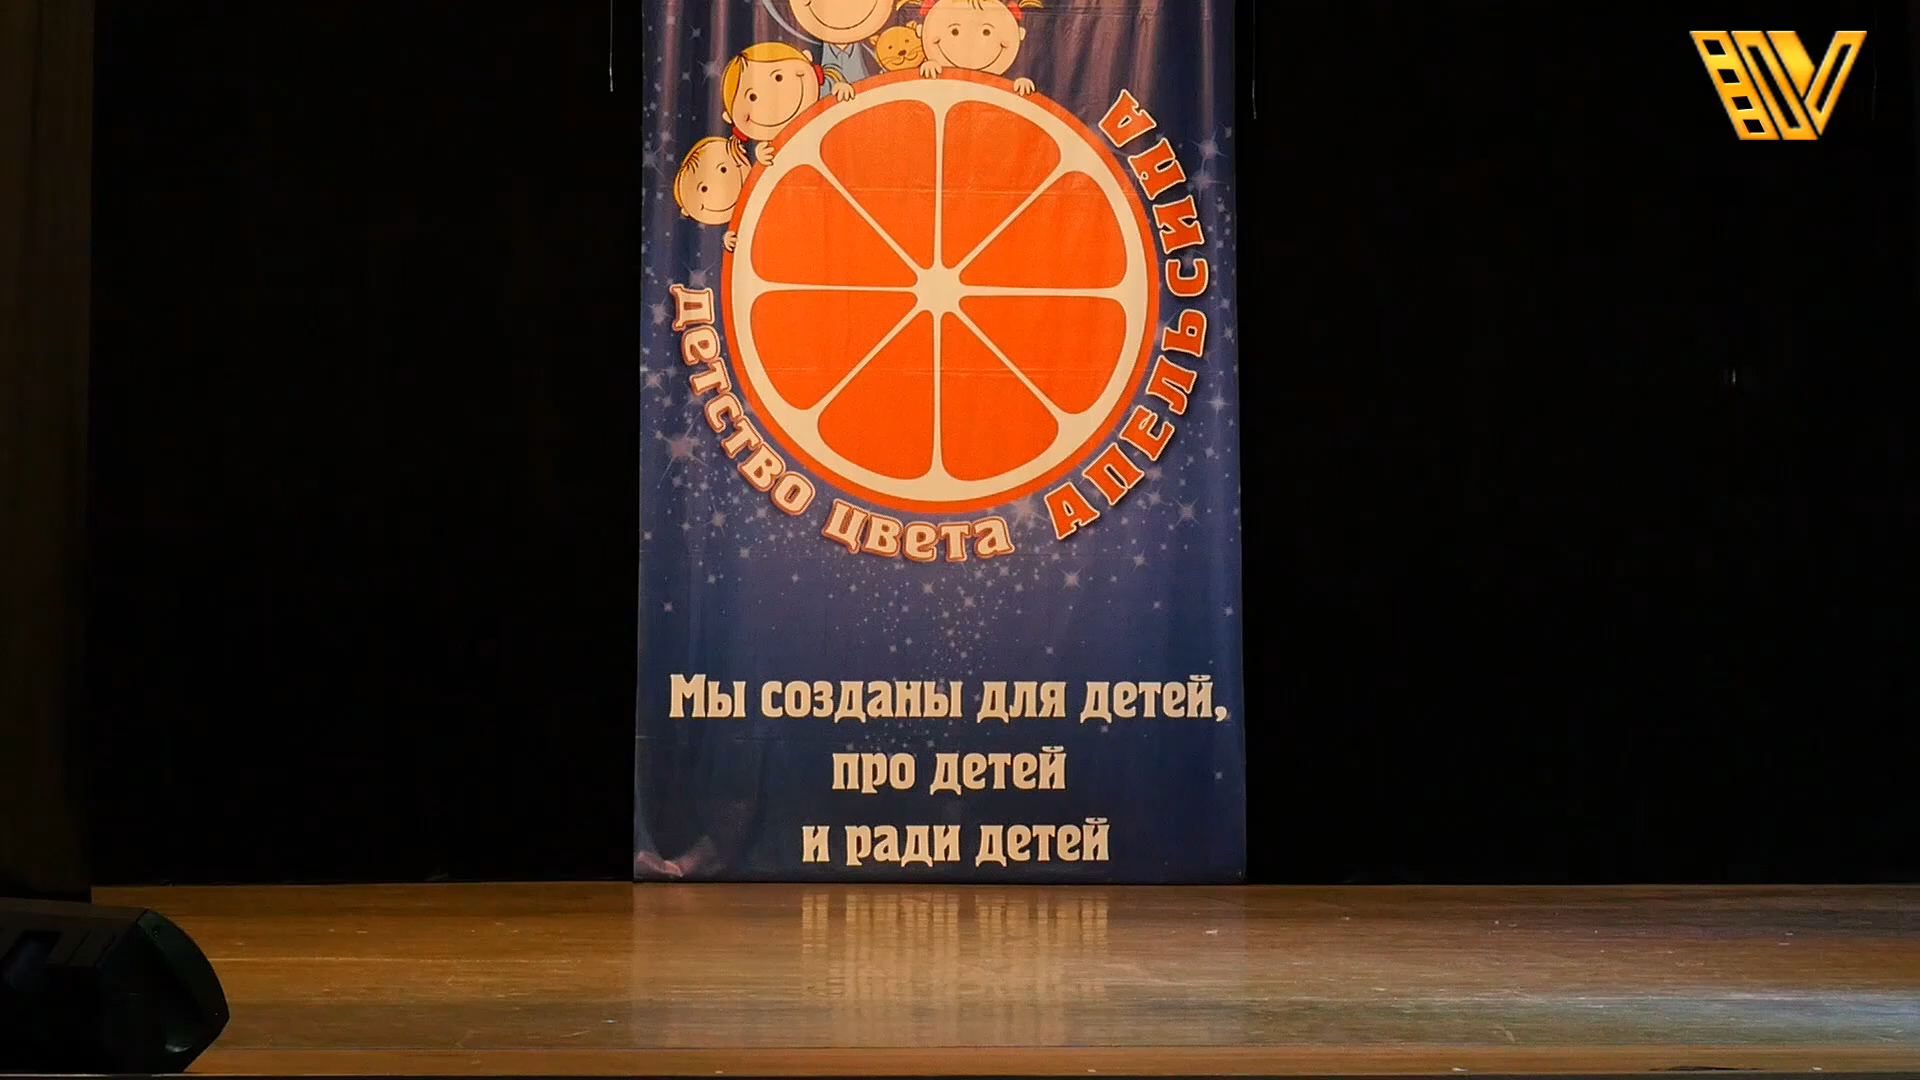 Детство цвета Апельсина
Мы созданы для детей,
про детей
и ради детей